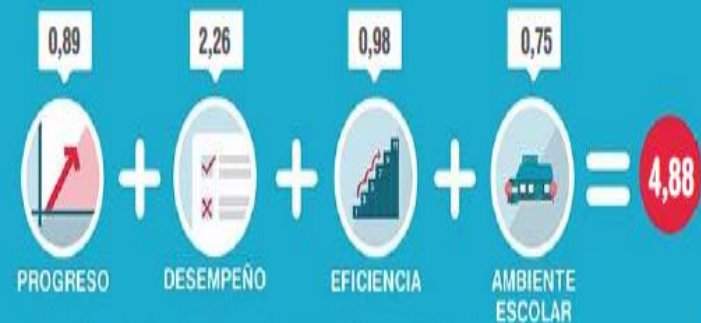 0,89 2,26 0,98 0,75
+ + + = 4,88
PROGRESO DESEMPEÑO EFICIENCIA AMBIENTE
ESCOLAR